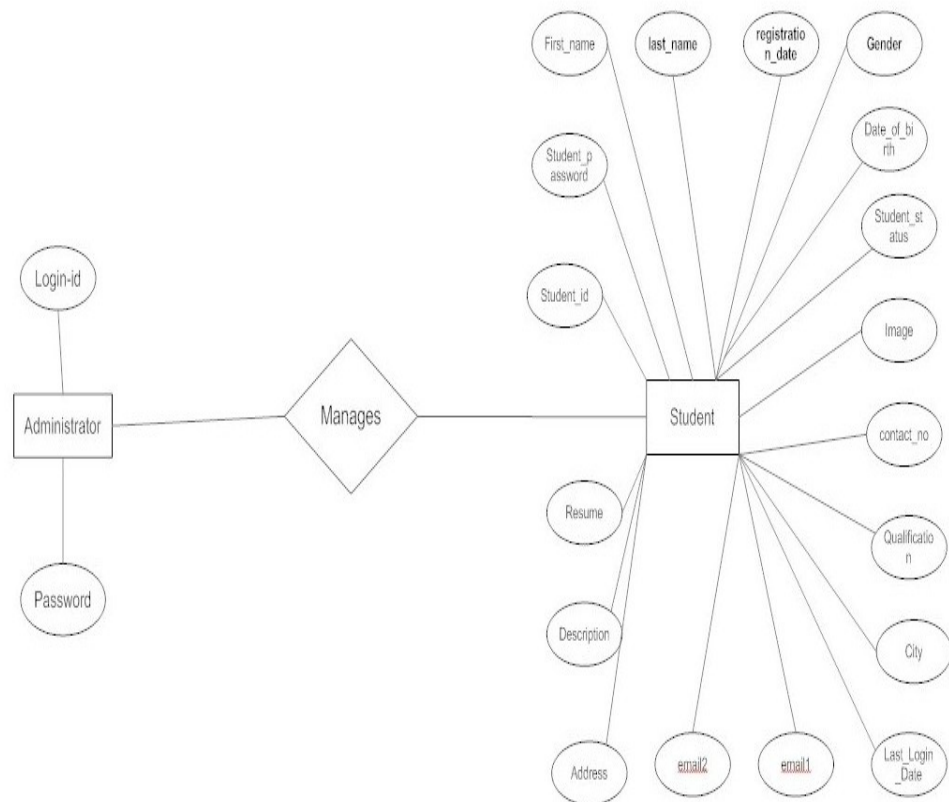 First_name
last_name
registratio
n_date
Gender
Date_of_bi
rth
Student_p
assword
Student_st
atus
Login-id
Student_id
Image
Administrator
Manages
Student
contact_no
Resume
Qualificatio
n
Password
Description
City
Address
email2
email1
Last_Login
_Date